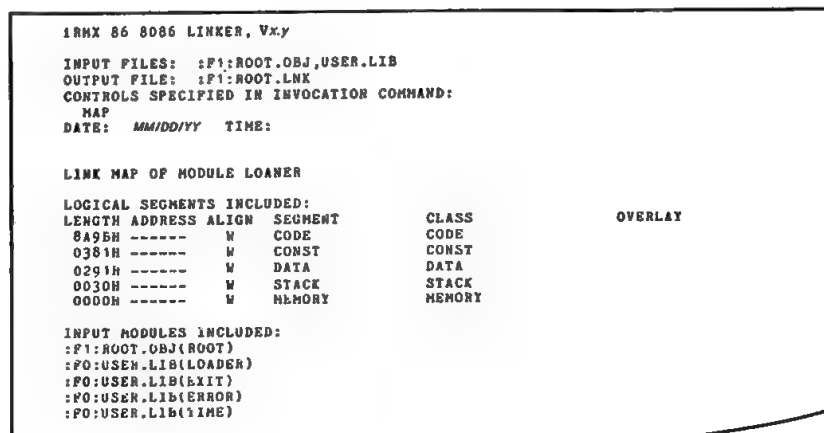 iRMX 86 8086 LINKER, Vx.y
INPUT FILES: :F1:ROOT.OBJ,USER.LIB
OUTPUT FILE: :F1:ROOT.LNK
CONTROLS SPECIFIED IN INVOCATION COMMAND:
MAP
DATE: MM/DD/YY TIME:
LINK MAP OF MODULE LOANER
LOGICAL SEGMENTS INCLUDED:
LENGTH ADDRESS ALIGN SEGMENT CLASS OVERLAY
8A9BH ------ W CODE CODE
0381H ------ W CONST CONST
0291H ------ W DATA DATA
0030H ------ W STACK STACK
0000H ------ W MEMORY MEMORY
INPUT MODULES INCLUDED:
:F1:ROOT.OBJ(ROOT)
:F0:USER.LIB(LOADER)
:F0:USER.LIB(EXIT)
:F0:USER.LIB(ERROR)
:F0:USER.LIB(TIME)